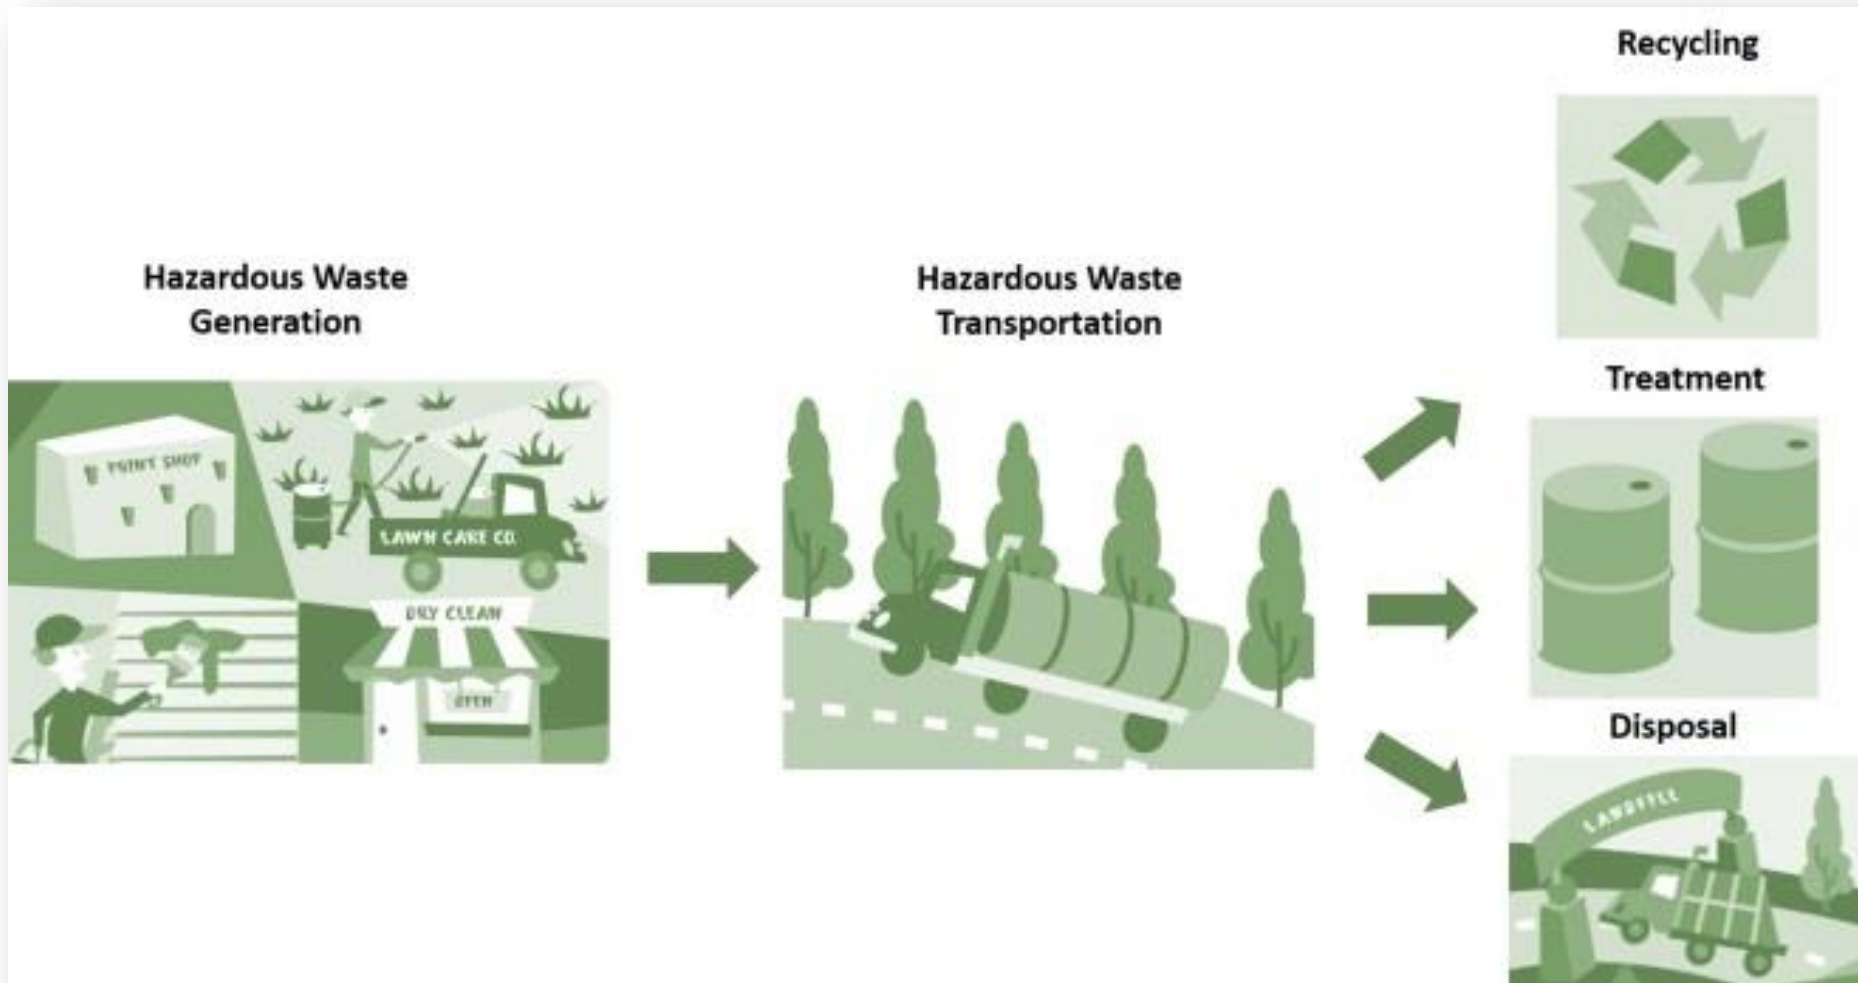 Recycling
Hazardous Waste
Generation
Hazardous Waste
Transportation
Treatment
PAINT SHOP
LAWN CARE CO.
DRY CLEAN
OPEN
Disposal
LANDFILL